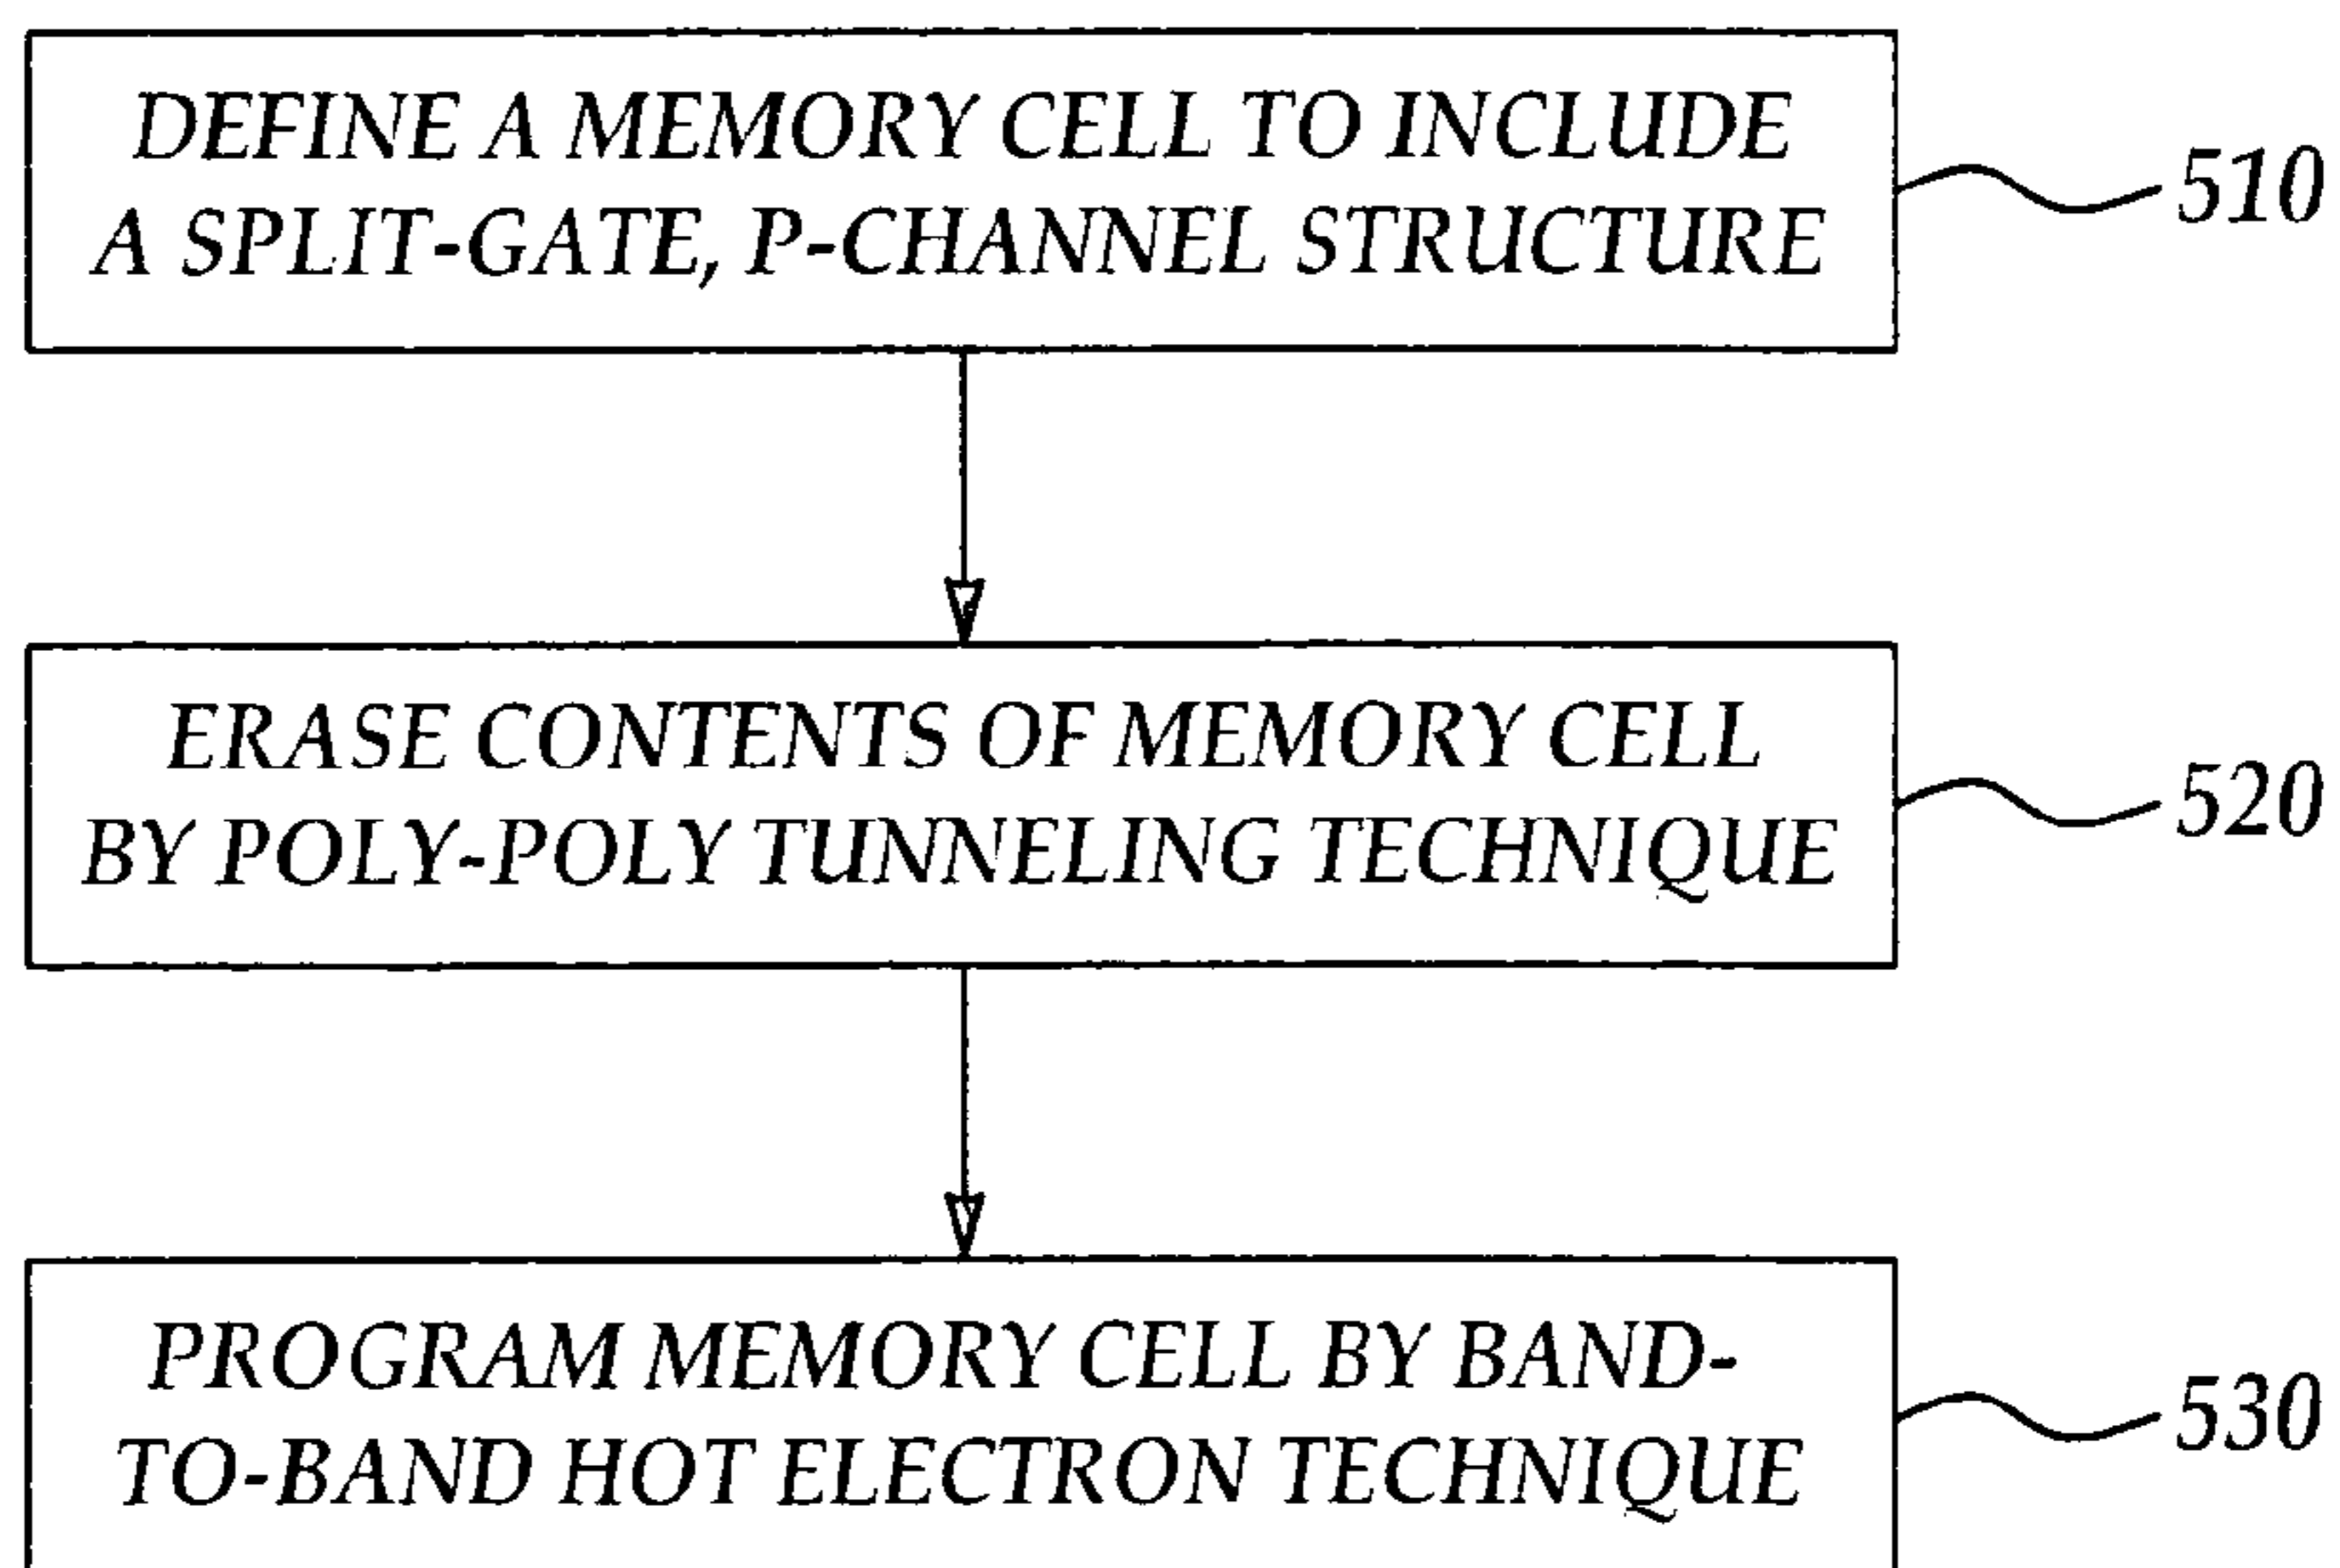 DEFINE A MEMORY CELL TO INCLUDE
A SPLIT-GATE, P-CHANNEL STRUCTURE
510
ERASE CONTENTS OF MEMORY CELL
BY POLY-POLY TUNNELING TECHNIQUE
520
PROGRAM MEMORY CELL BY BAND-
TO-BAND HOT ELECTRON TECHNIQUE
530